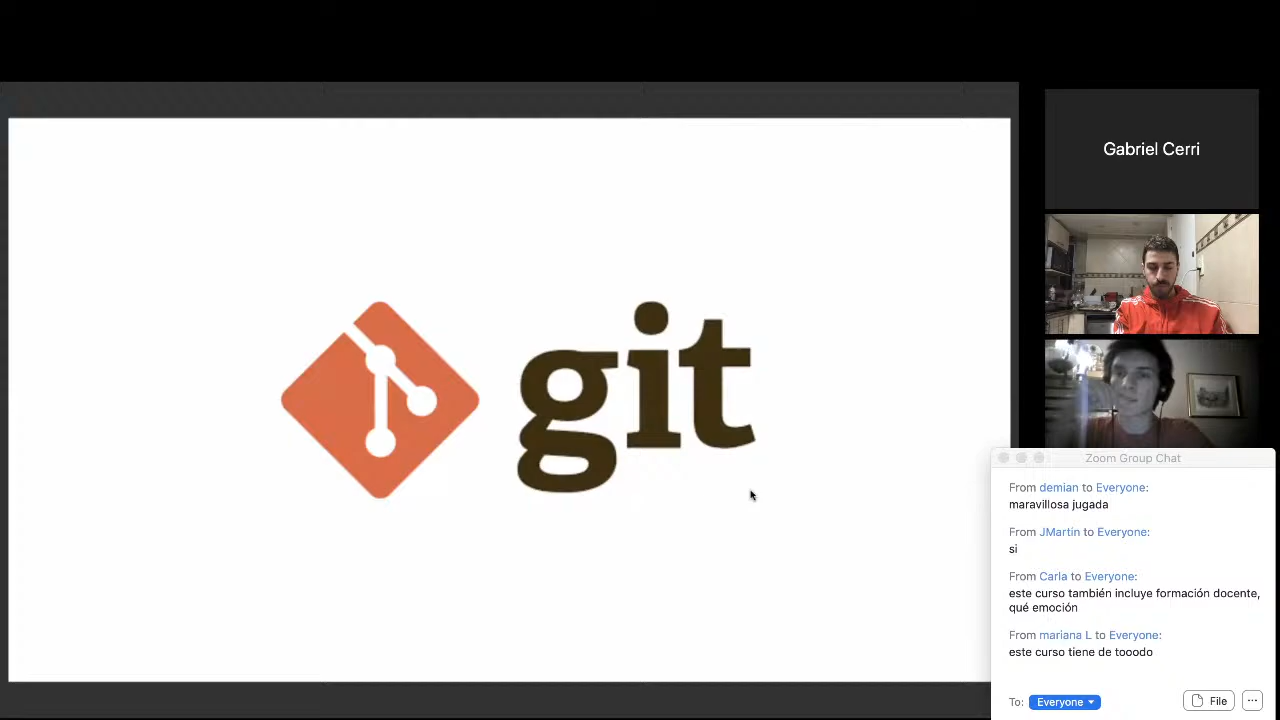 git
Gabriel Cerri
Zoom Group Chat
From demian to Everyone:
maravillosa jugada
From JMartin to Everyone:
si
From Carla to Everyone:
este curso también incluye formación docente,
qué emoción
From mariana L to Everyone:
este curso tiene de tooodo
To: Everyone
File